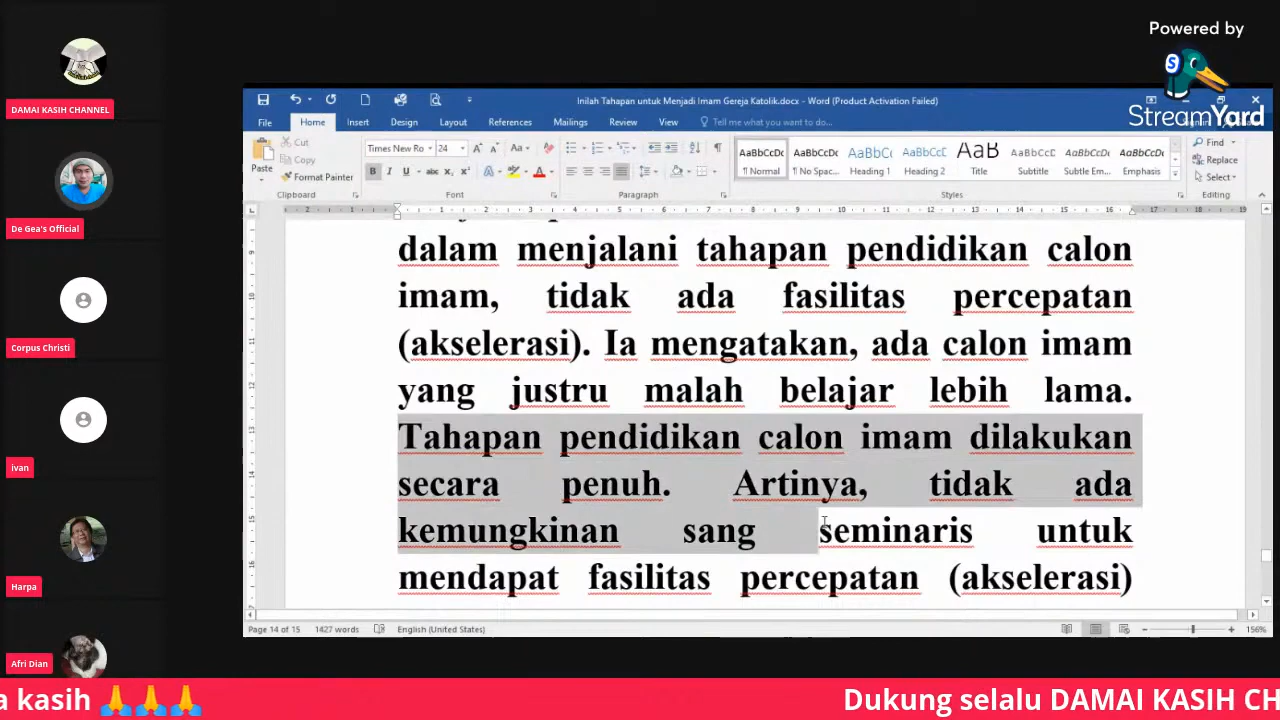 Powered by
StreamYard
DAMAI KASIH CHANNEL
De Gea's Official
Corpus Christi
ivan
Harpa
Afri Dian
Inilah Tahapan untuk Menjadi Imam Gereja Katolik.docx - Word (Product Activation Failed)
File Home Insert Design Layout References Mailings Review View Tell me what you want to do...
Paste
Cut
Copy
Format Painter
Clipboard
Times New Ro 24
Font
Paragraph
AaBbCcDc AaBbCcDc AaBbC( AaBbCcC AaB AaBbCcC AaBbCcDc AaBbCcDc
¶ Normal ¶ No Spac... Heading 1 Heading 2 Title Subtitle Subtle Em... Emphasis
Styles
Find
Replace
Select
Editing
dalam menjalani tahapan pendidikan calon
imam, tidak ada fasilitas percepatan
(akselerasi). Ia mengatakan, ada calon imam
yang justru malah belajar lebih lama.
Tahapan pendidikan calon imam dilakukan
secara penuh. Artinya, tidak ada
kemungkinan sang seminaris untuk
mendapat fasilitas percepatan (akselerasi)
Page 14 of 15 1427 words English (United States) 156%
a kasih 🙏🙏🙏 Dukung selalu DAMAI KASIH CH